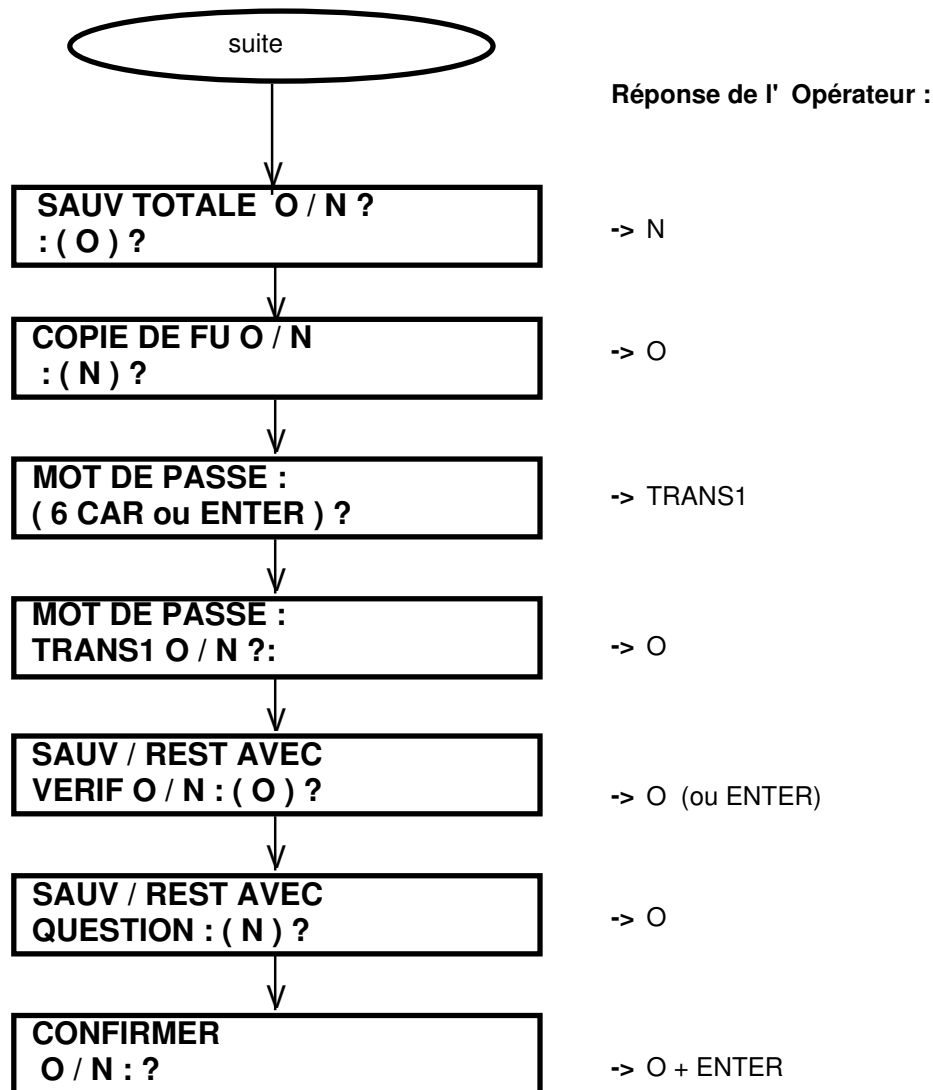 suite
Réponse de l' Opérateur :
SAUV TOTALE O / N ?
: ( O ) ?
-> N
COPIE DE FU O / N
: ( N ) ?
-> O
MOT DE PASSE :
( 6 CAR ou ENTER ) ?
-> TRANS1
MOT DE PASSE :
TRANS1 O / N ?:
-> O
SAUV / REST AVEC
VERIF O / N : ( O ) ?
-> O (ou ENTER)
SAUV / REST AVEC
QUESTION : ( N ) ?
-> O
CONFIRMER
O / N : ?
-> O + ENTER